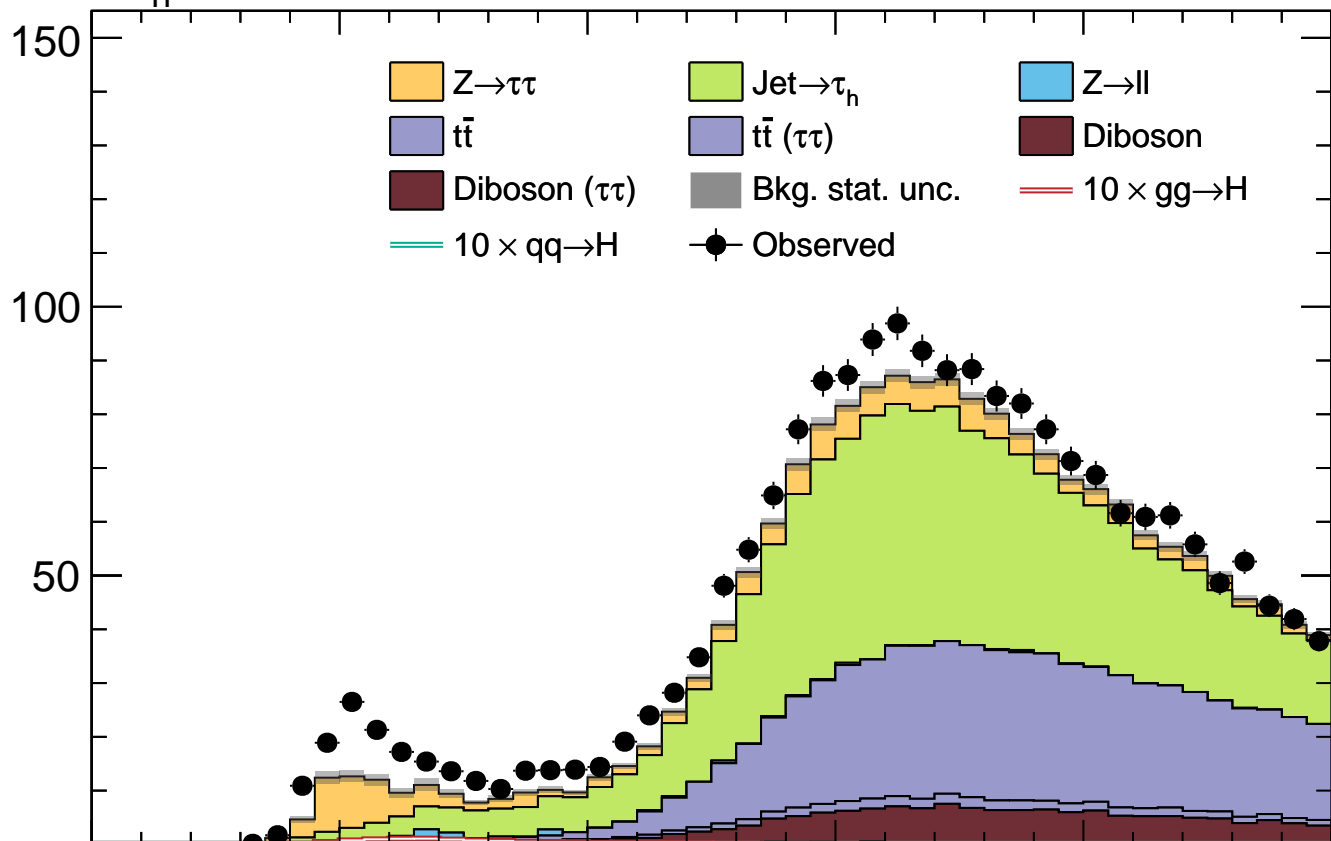 150
Z→ττ Jet→τh Z→ll
tt̄ tt̄ (ττ) Diboson
Diboson (ττ) Bkg. stat. unc. 10 × gg→H
10 × qq→H Observed
100
50